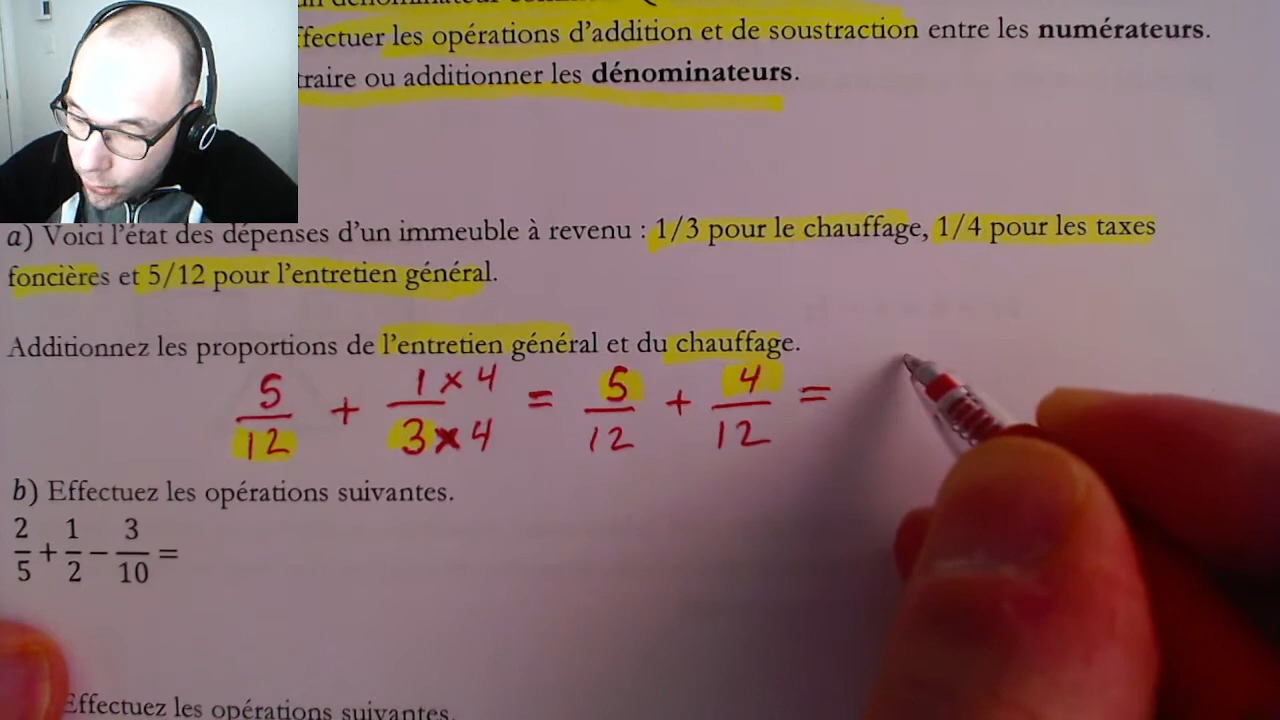 un dénominateur
effectuer les opérations d'addition et de soustraction entre les numérateurs.
traire ou additionner les dénominateurs.
a) Voici l'état des dépenses d'un immeuble à revenu : 1/3 pour le chauffage, 1/4 pour les taxes
foncières et 5/12 pour l'entretien général.
Additionnez les proportions de l'entretien général et du chauffage.
5/12 + 1 x 4/3 x 4 = 5/12 + 4/12 =
b) Effectuez les opérations suivantes.
2/5 + 1/2 − 3/10 =
Effectuez les opérations suivantes.